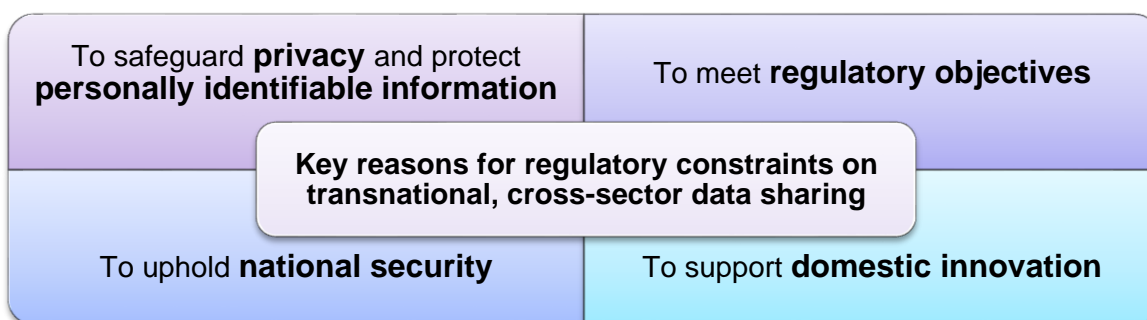 To safeguard privacy and protect
personally identifiable information
To meet regulatory objectives
Key reasons for regulatory constraints on
transnational, cross-sector data sharing
To uphold national security
To support domestic innovation